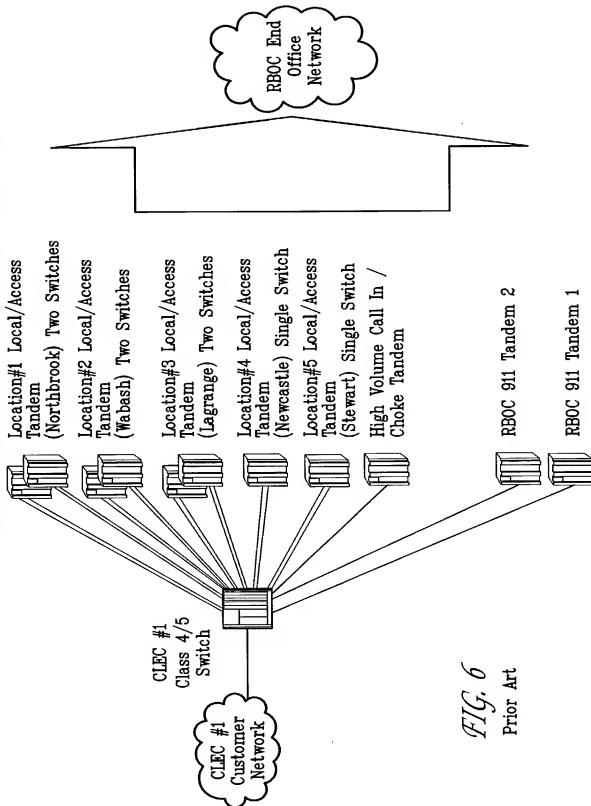 Location#1 Local/Access
Tandem
(Northbrook) Two Switches
Location#2 Local/Access
Tandem
(Wabash) Two Switches
Location#3 Local/Access
Tandem
(Lagrange) Two Switches
Location#4 Local/Access
Tandem
(Newcastle) Single Switch
Location#5 Local/Access
Tandem
(Stewart) Single Switch
High Volume Call In /
Choke Tandem
RBOC 911 Tandem 2
RBOC 911 Tandem 1
CLEC #1
Class 4/5
Switch
CLEC #1
Customer
Network
RBOC End
Office
Network
FIG. 6
Prior Art